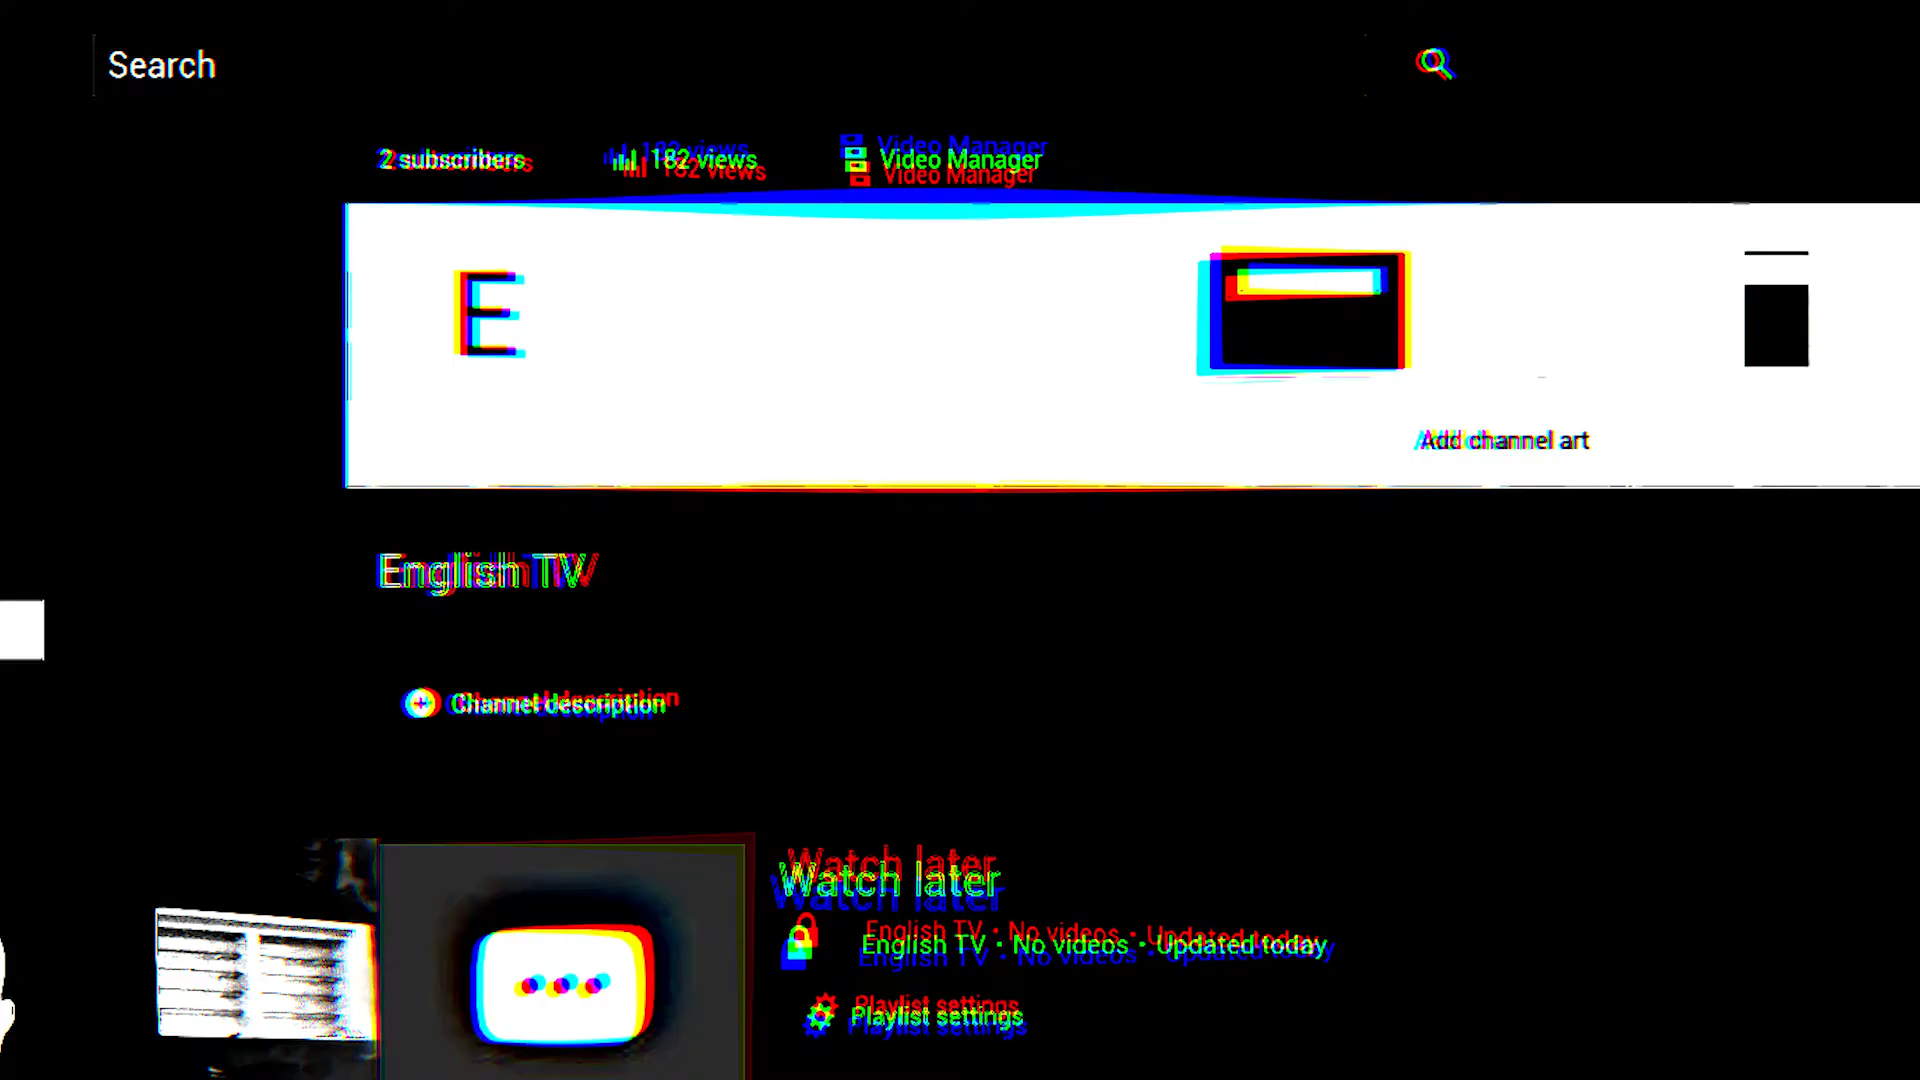 Search
2 subscribers 182 views Video Manager
E
Add channel art
English TV
Channel description
Watch later
English TV • No videos • Updated today
Playlist settings